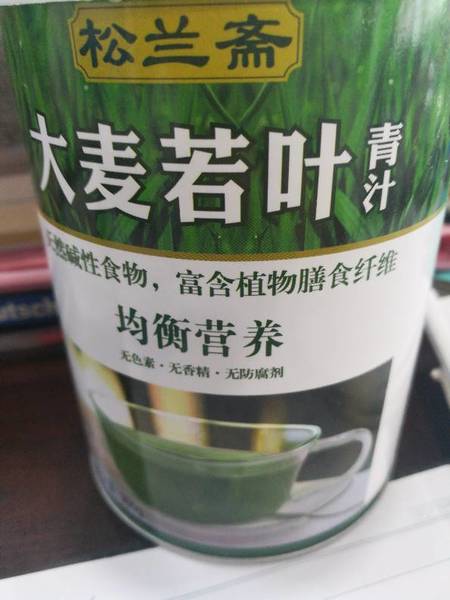 松兰斋
大麦若叶
青汁
天然碱性食物，富含植物膳食纤维
均衡营养
无色素·无香精·无防腐剂